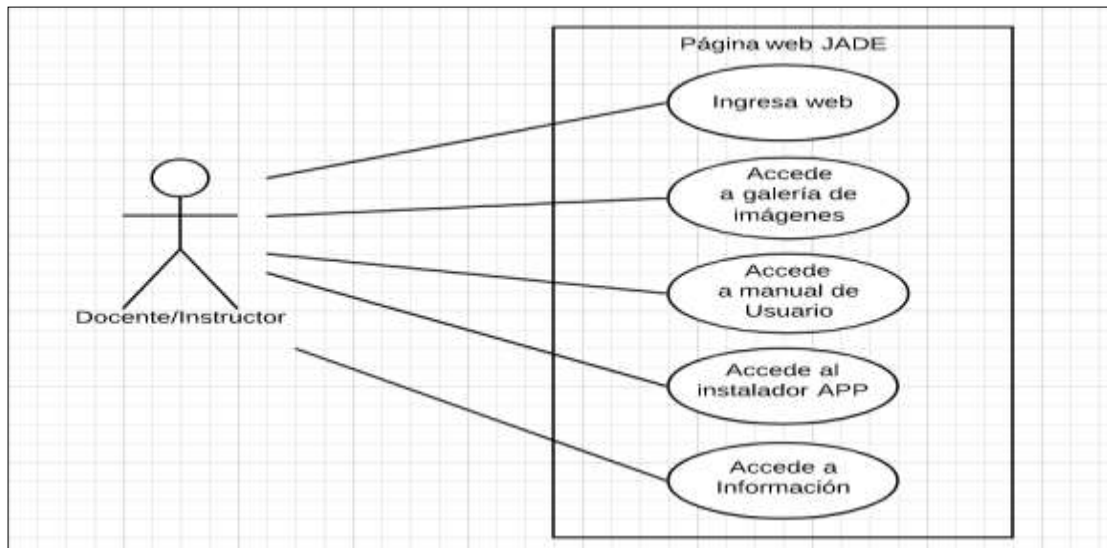 Página web JADE
Ingresa web
Accede
a galería de
imágenes
Accede
a manual de
Usuario
Docente/Instructor
Accede al
instalador APP
Accede a
Información